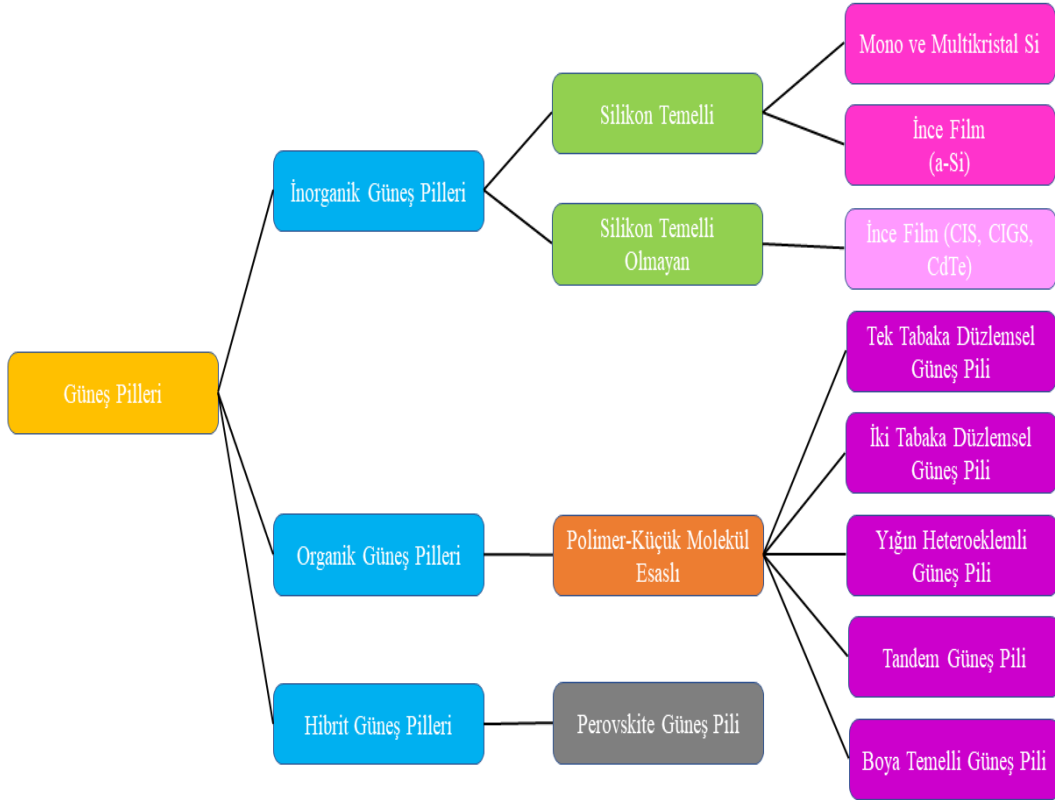 Güneş Pilleri
İnorganik Güneş Pilleri
Silikon Temelli
Mono ve Multikristal Si
İnce Film
(a-Si)
Silikon Temelli
Olmayan
İnce Film (CIS, CIGS,
CdTe)
Organik Güneş Pilleri
Polimer-Küçük Molekül
Esaslı
Tek Tabaka Düzlemsel
Güneş Pili
İki Tabaka Düzlemsel
Güneş Pili
Yığın Heteroeklemli
Güneş Pili
Tandem Güneş Pili
Boya Temelli Güneş Pili
Hibrit Güneş Pilleri
Perovskite Güneş Pili